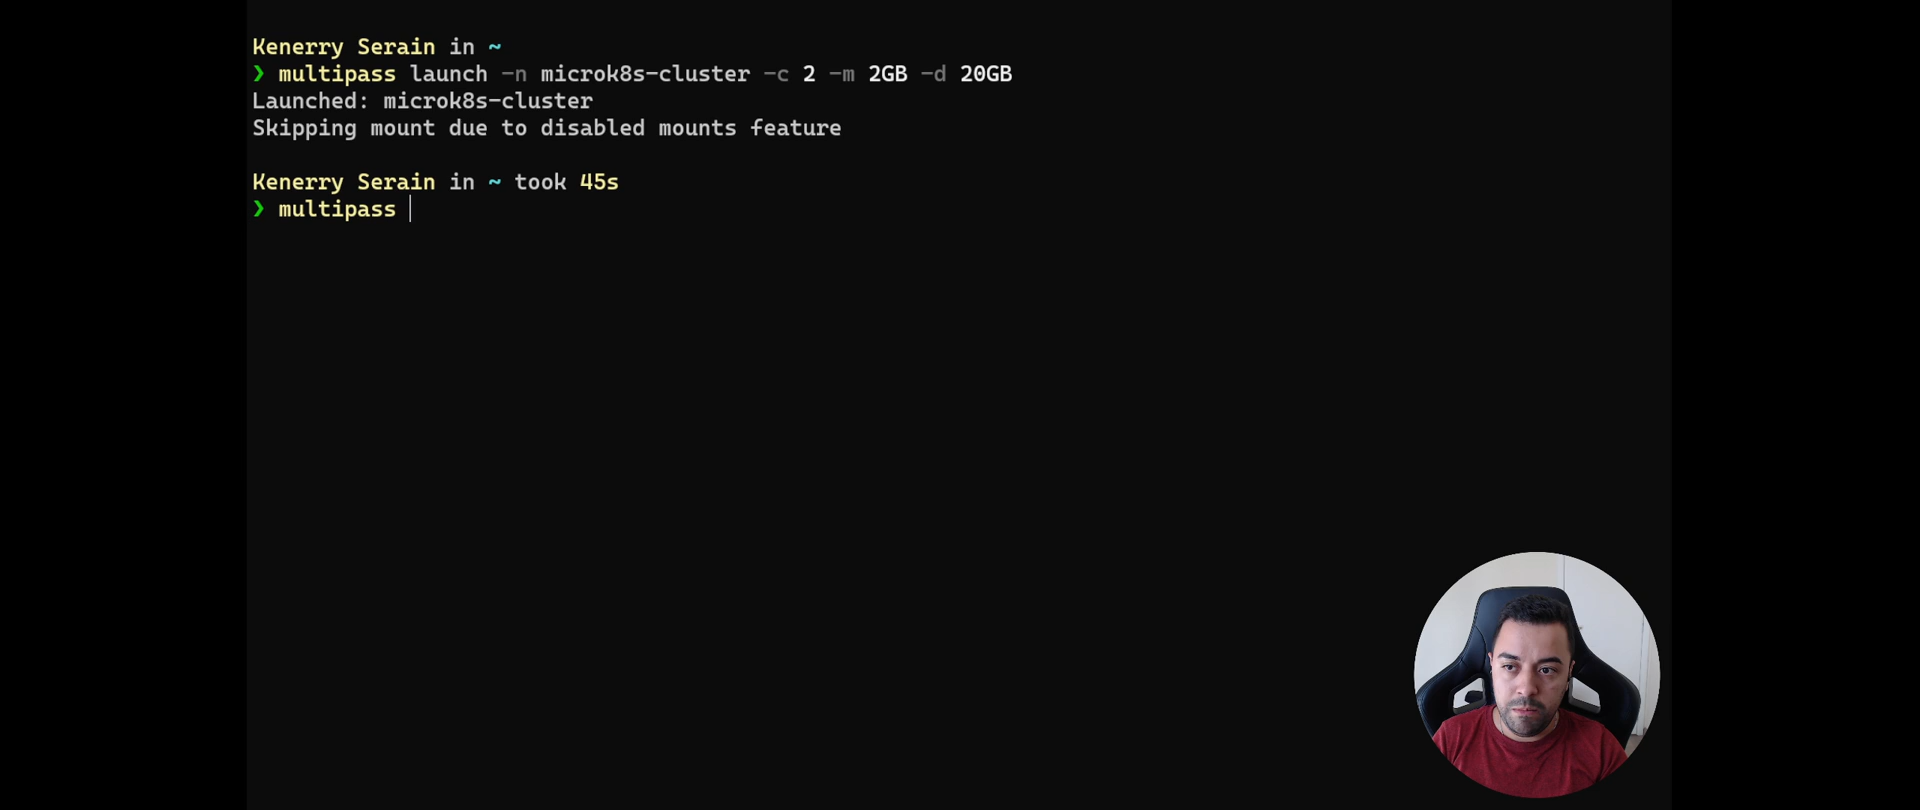 Kenerry Serain in ~
❯ multipass launch -n microk8s-cluster -c 2 -m 2GB -d 20GB
Launched: microk8s-cluster
Skipping mount due to disabled mounts feature
Kenerry Serain in ~ took 45s
❯ multipass